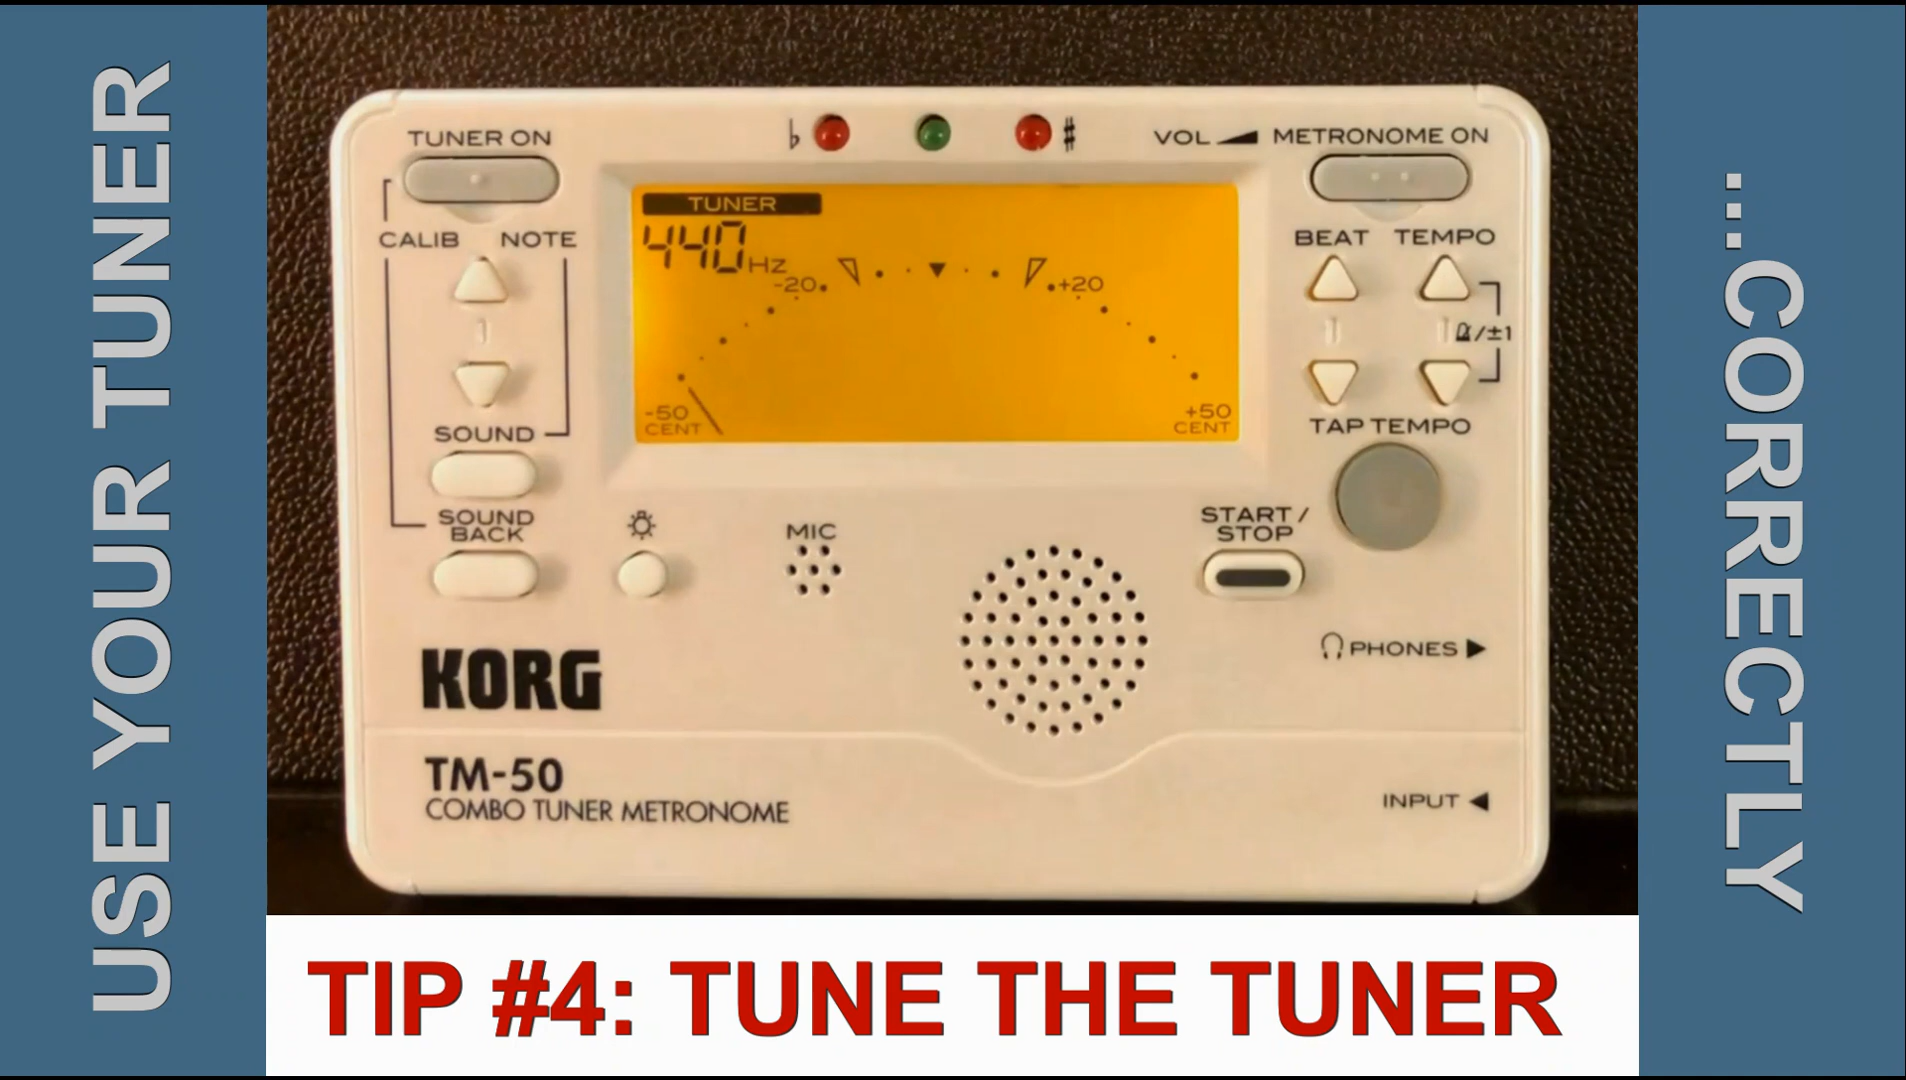 USE YOUR TUNER
...CORRECTLY
TUNER ON
♭
♯
VOL
METRONOME ON
CALIB
NOTE
TUNER
440Hz
-20
+20
-50
CENT
+50
CENT
BEAT
TEMPO
/±1
SOUND
TAP TEMPO
SOUND
BACK
MIC
START/
STOP
KORG
PHONES
TM-50
COMBO TUNER METRONOME
INPUT
TIP #4: TUNE THE TUNER